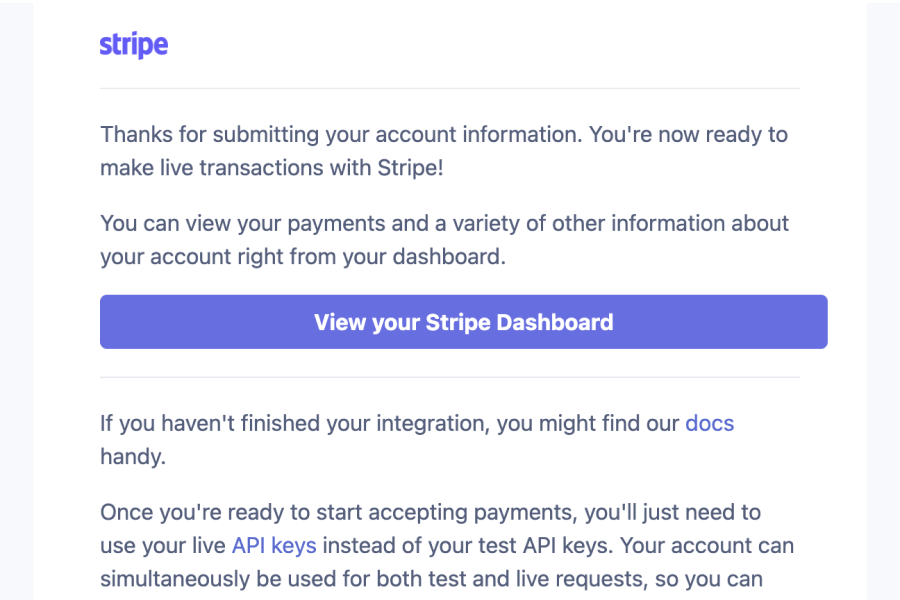 stripe
Thanks for submitting your account information. You're now ready to
make live transactions with Stripe!
You can view your payments and a variety of other information about
your account right from your dashboard.
View your Stripe Dashboard
If you haven't finished your integration, you might find our docs
handy.
Once you're ready to start accepting payments, you'll just need to
use your live API keys instead of your test API keys. Your account can
simultaneously be used for both test and live requests, so you can